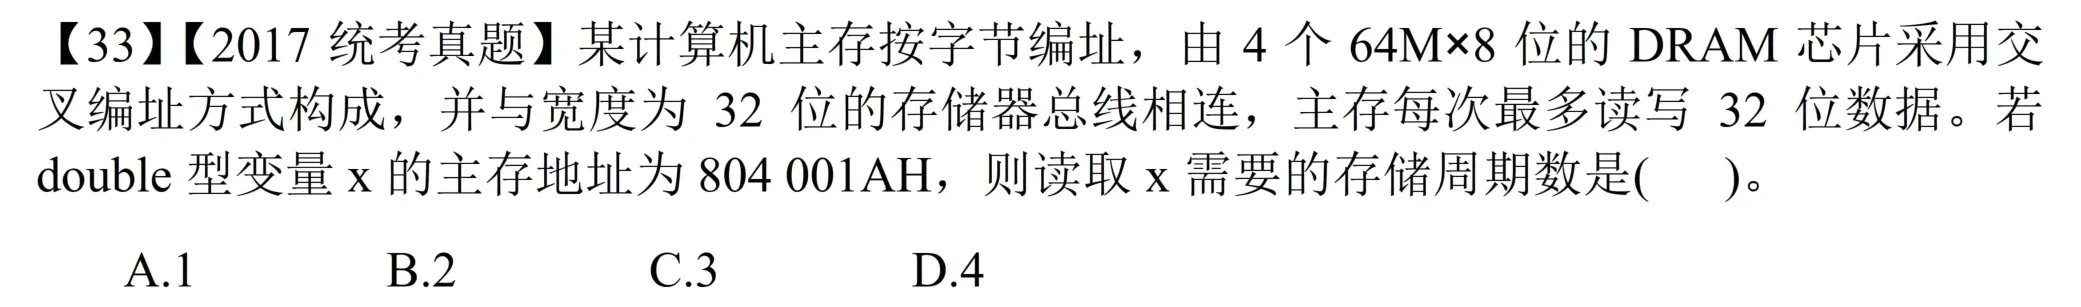 【33】【2017 统考真题】某计算机主存按字节编址，由 4 个 64M×8 位的 DRAM 芯片采用交
叉编址方式构成，并与宽度为 32 位的存储器总线相连，主存每次最多读写 32 位数据。若
double 型变量 x 的主存地址为 804 001AH，则读取 x 需要的存储周期数是( )。
A.1 B.2 C.3 D.4